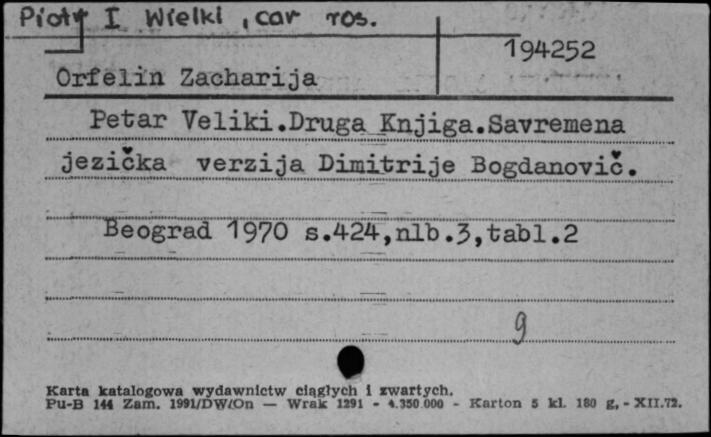 Piotr I Wielki, car ros.
194252
Orfelin Zacharija
Petar Veliki.Druga Knjiga.Savremena
jezička verzija Dimitrije Bogdanovič.
Beograd 1970 s.424,nlb.3,tabl.2
g
Karta katalogowa wydawnictw ciągłych i zwartych.
Pu-B 144 Zam. 1991/DW/On — Wrak 1291 - 4.350.000 - Karton 5 kl. 180 g, - XII.72.